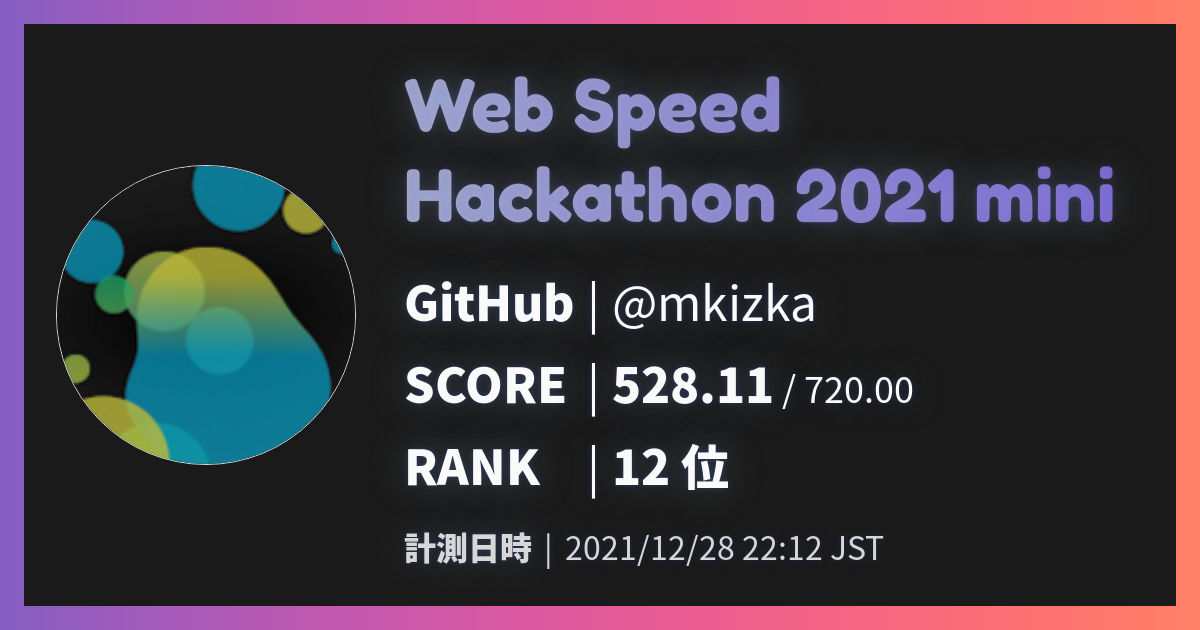 Web Speed
Hackathon 2021 mini
GitHub | @mkizka
SCORE | 528.11 / 720.00
RANK | 12 位
計測日時 | 2021/12/28 22:12 JST